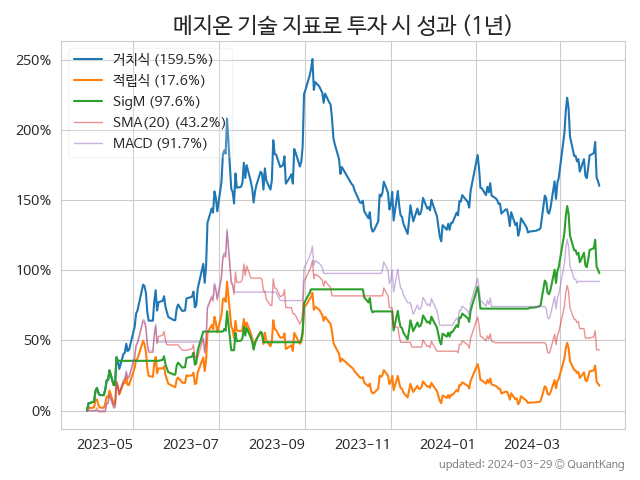 메지온 기술 지표로 투자 시 성과 (1년)
250%
200%
150%
100%
50%
0%
거치식 (159.5%)
적립식 (17.6%)
SigM (97.6%)
SMA(20) (43.2%)
MACD (91.7%)
2023-05 2023-07 2023-09 2023-11 2024-01 2024-03
updated: 2024-03-29 © QuantKang